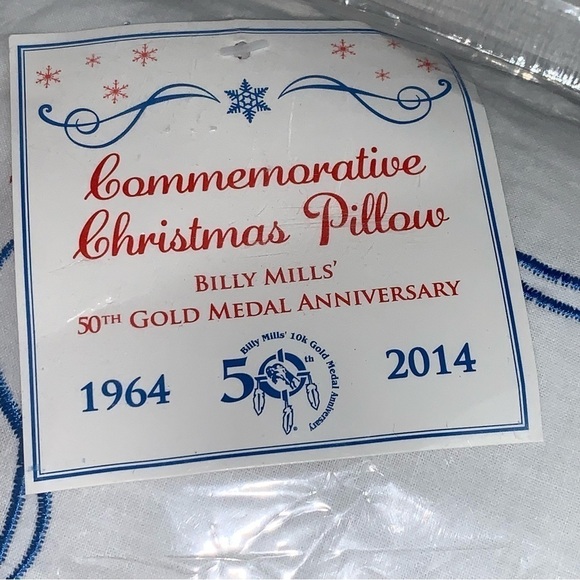 Commemorative
Christmas Pillow
BILLY MILLS'
50TH GOLD MEDAL ANNIVERSARY
1964
Billy Mills' 10k Gold Medal Anniversary
50th
®
2014